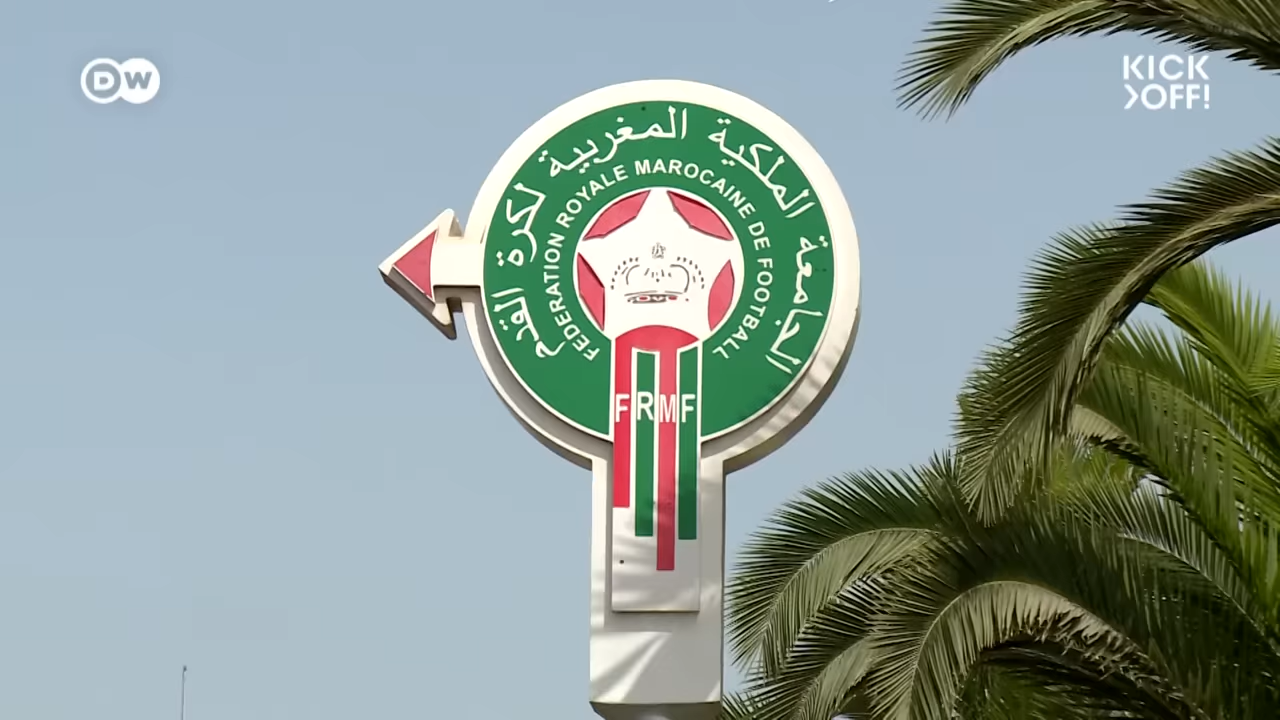 DW
KICK
OFF!
الجامعة الملكية المغربية لكرة القدم
FEDERATION ROYALE MAROCAINE DE FOOTBALL
FRMF